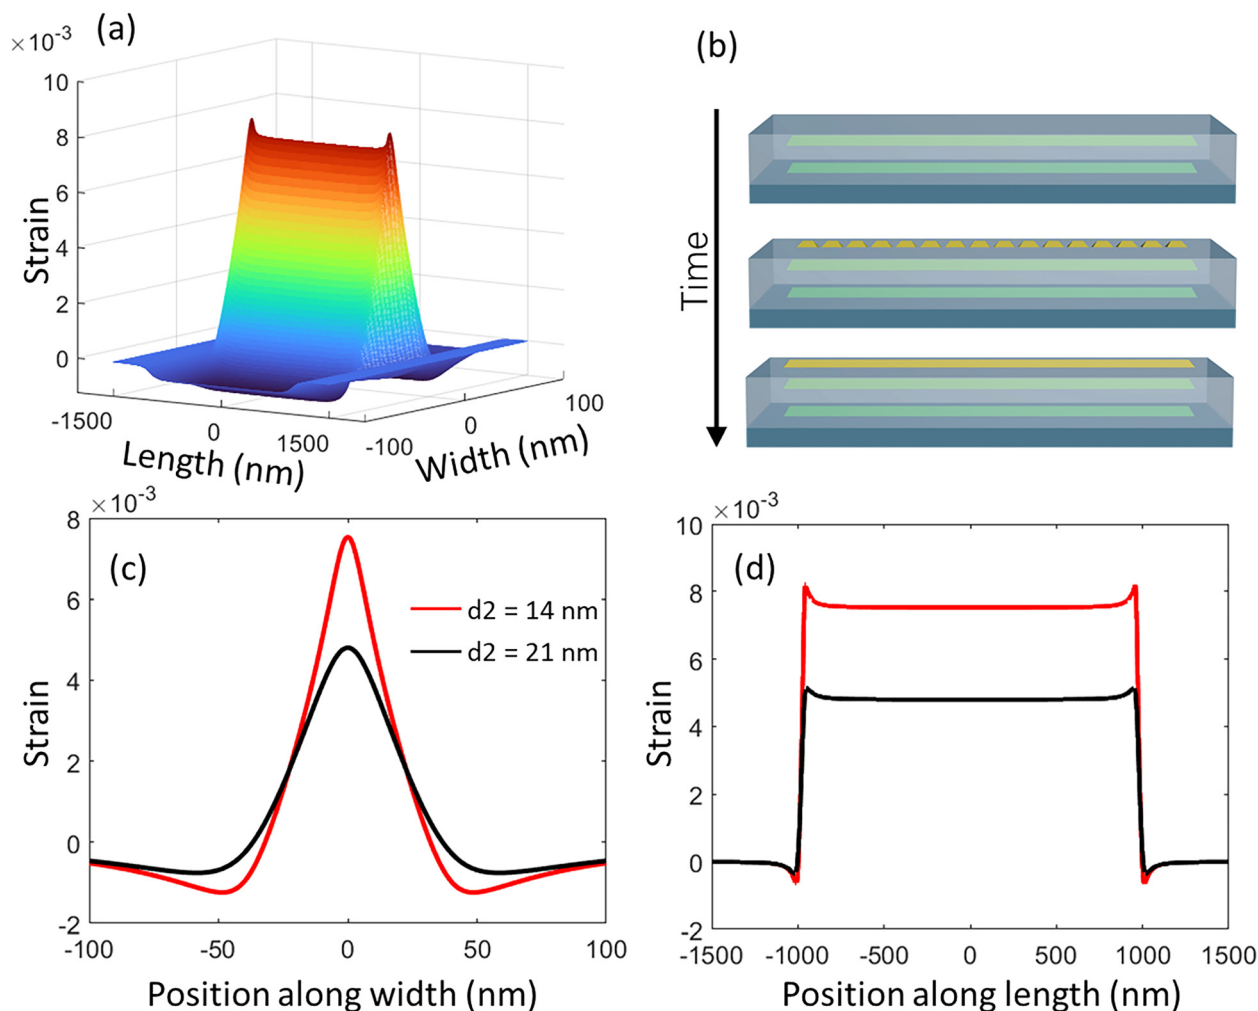 (a)
×10⁻³
10
8
6
4
2
0
Strain
-1500
0
1500
Length (nm)
-100
0
100
Width (nm)
(b)
Time
(c)
×10⁻³
8
6
4
2
0
-2
Strain
d2 = 14 nm
d2 = 21 nm
-100
-50
0
50
100
Position along width (nm)
(d)
×10⁻³
10
8
6
4
2
0
-2
Strain
-1500
-1000
-500
0
500
1000
1500
Position along length (nm)